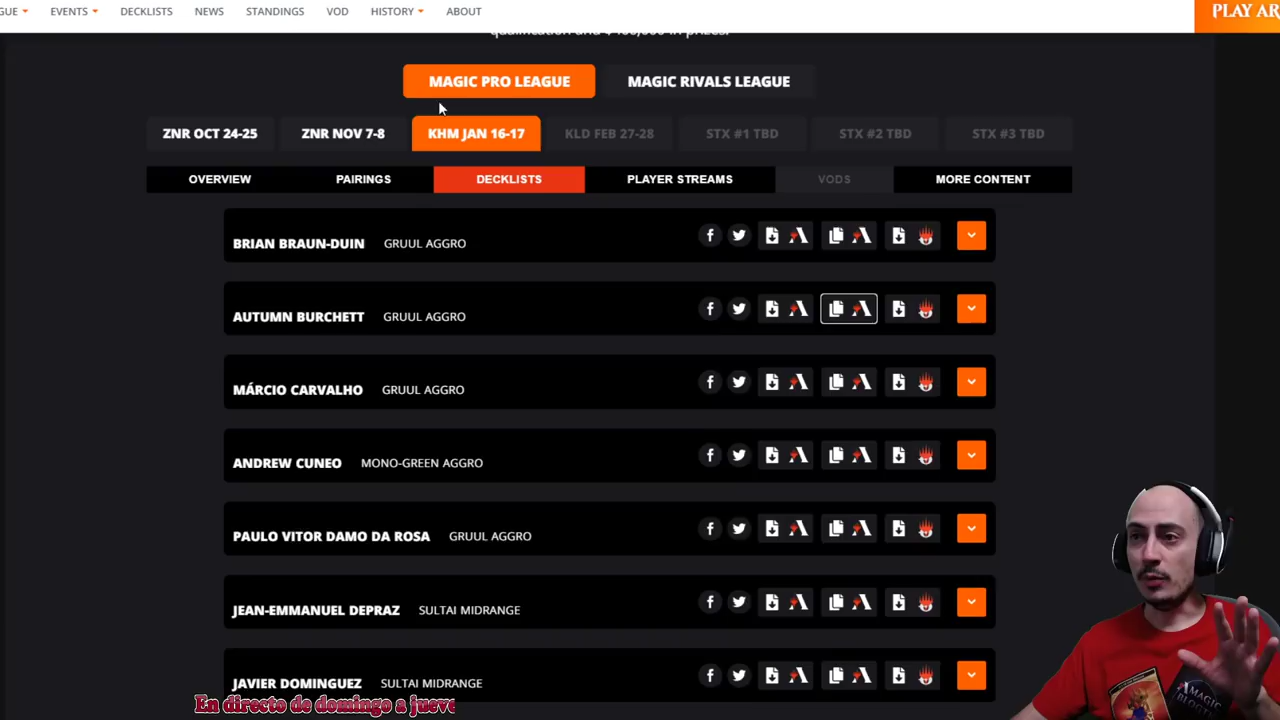 EVENTS DECKLISTS NEWS STANDINGS VOD HISTORY ABOUT
MAGIC PRO LEAGUE MAGIC RIVALS LEAGUE
ZNR OCT 24-25 ZNR NOV 7-8 KHM JAN 16-17 KLD FEB 27-28 STX #1 TBD STX #2 TBD STX #3 TBD
OVERVIEW PAIRINGS DECKLISTS PLAYER STREAMS VODS MORE CONTENT
BRIAN BRAUN-DUIN GRUUL AGGRO
AUTUMN BURCHETT GRUUL AGGRO
MÁRCIO CARVALHO GRUUL AGGRO
ANDREW CUNEO MONO-GREEN AGGRO
PAULO VITOR DAMO DA ROSA GRUUL AGGRO
JEAN-EMMANUEL DEPRAZ SULTAI MIDRANGE
JAVIER DOMINGUEZ SULTAI MIDRANGE
En directo de domingo a jueve